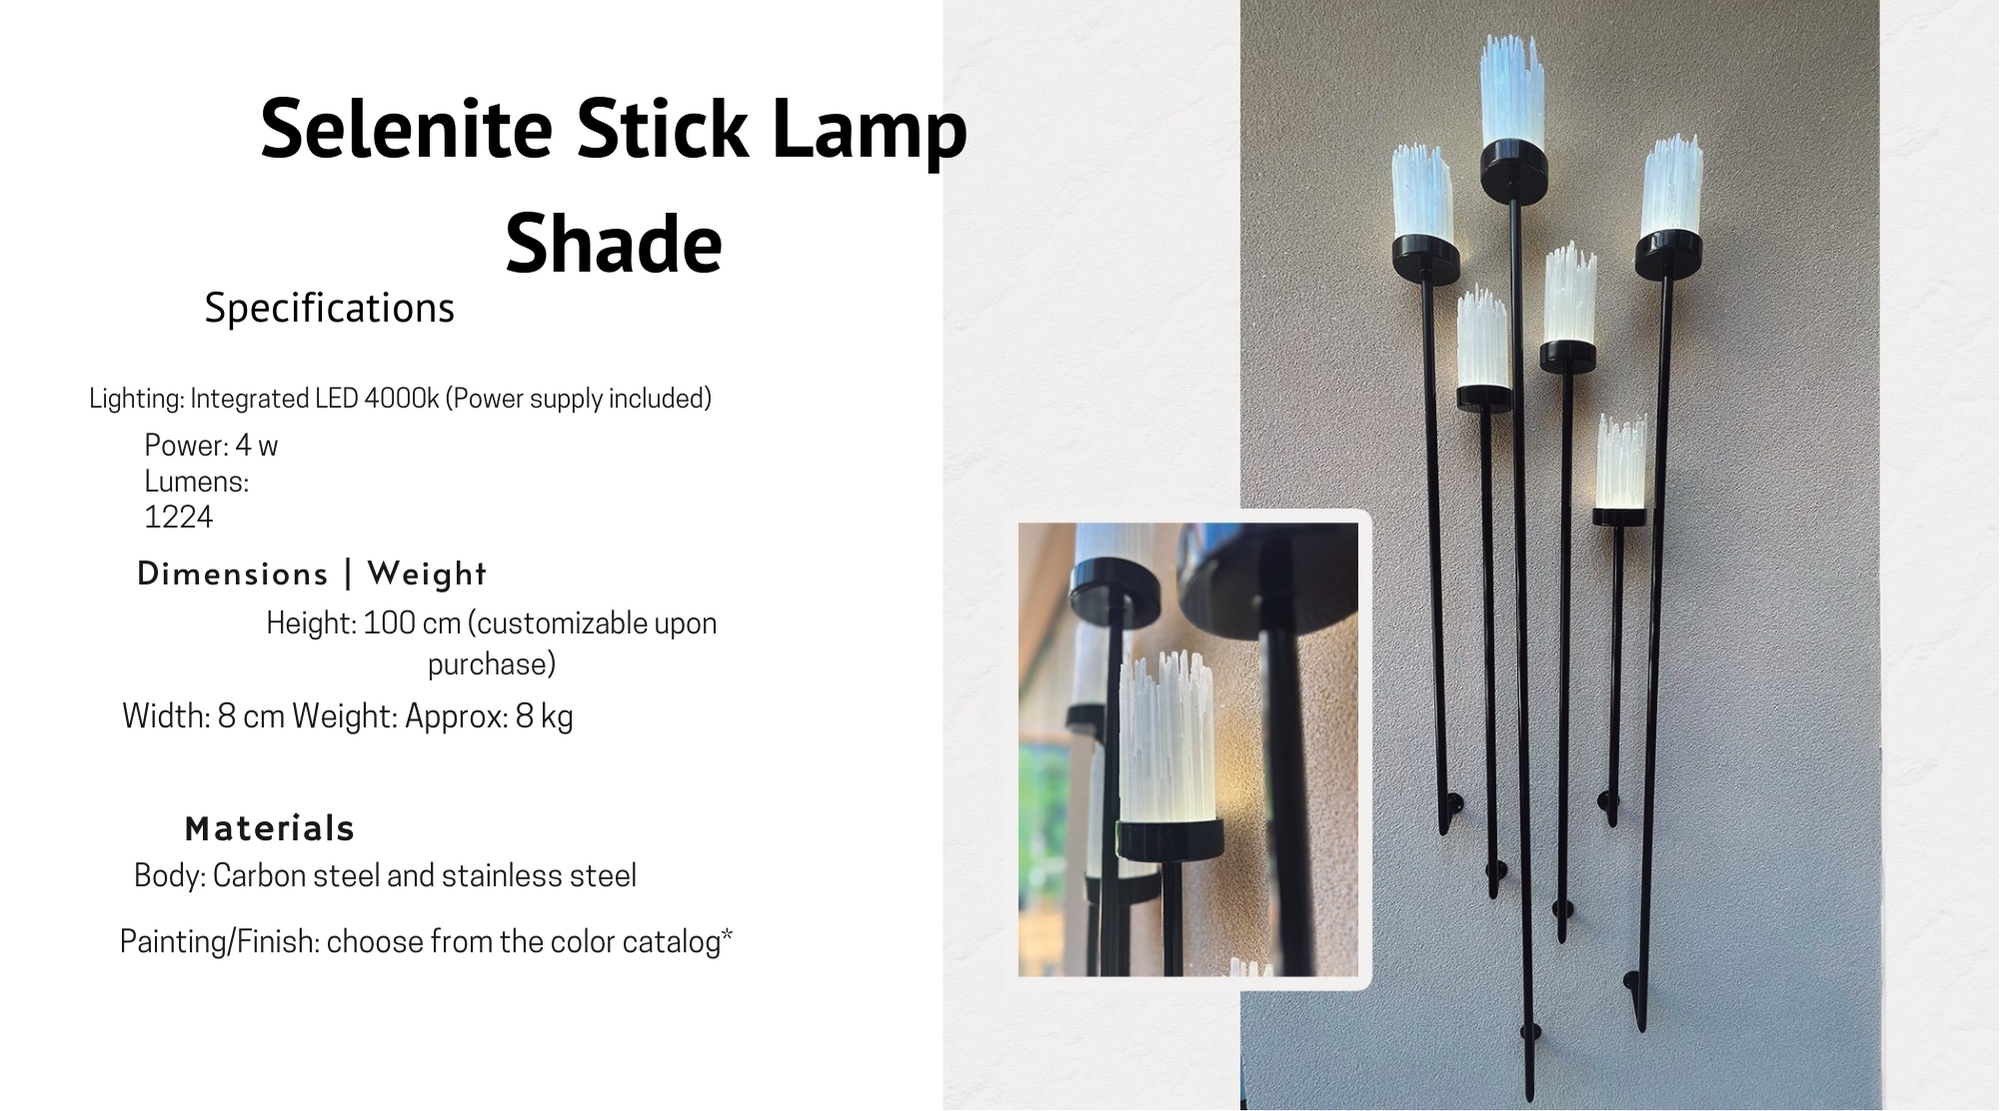 Selenite Stick Lamp
Shade
Specifications
Lighting: Integrated LED 4000k (Power supply included)
Power: 4 w
Lumens:
1224
Dimensions | Weight
Height: 100 cm (customizable upon
purchase)
Width: 8 cm Weight: Approx: 8 kg
Materials
Body: Carbon steel and stainless steel
Painting/Finish: choose from the color catalog*